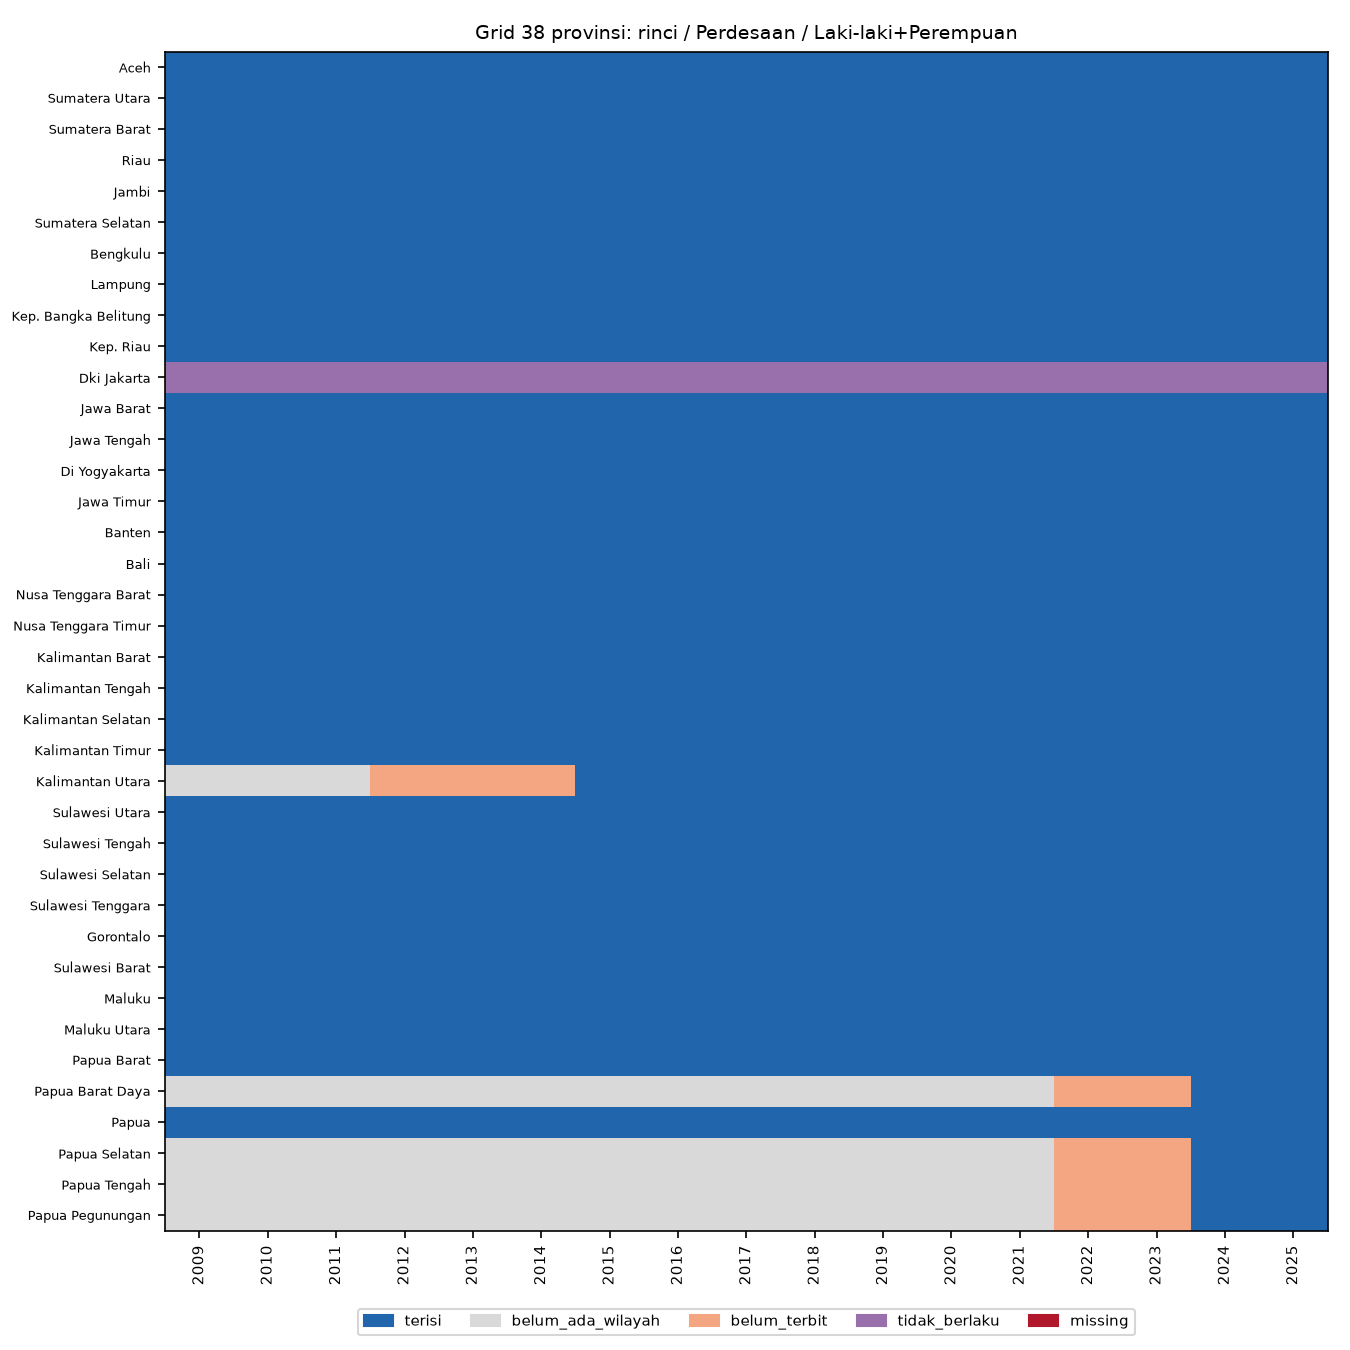 Grid 38 provinsi: rinci / Perdesaan / Laki-laki+Perempuan
Aceh
Sumatera Utara
Sumatera Barat
Riau
Jambi
Sumatera Selatan
Bengkulu
Lampung
Kep. Bangka Belitung
Kep. Riau
Dki Jakarta
Jawa Barat
Jawa Tengah
Di Yogyakarta
Jawa Timur
Banten
Bali
Nusa Tenggara Barat
Nusa Tenggara Timur
Kalimantan Barat
Kalimantan Tengah
Kalimantan Selatan
Kalimantan Timur
Kalimantan Utara
Sulawesi Utara
Sulawesi Tengah
Sulawesi Selatan
Sulawesi Tenggara
Gorontalo
Sulawesi Barat
Maluku
Maluku Utara
Papua Barat
Papua Barat Daya
Papua
Papua Selatan
Papua Tengah
Papua Pegunungan
2009 2010 2011 2012 2013 2014 2015 2016 2017 2018 2019 2020 2021 2022 2023 2024 2025
terisi belum_ada_wilayah belum_terbit tidak_berlaku missing